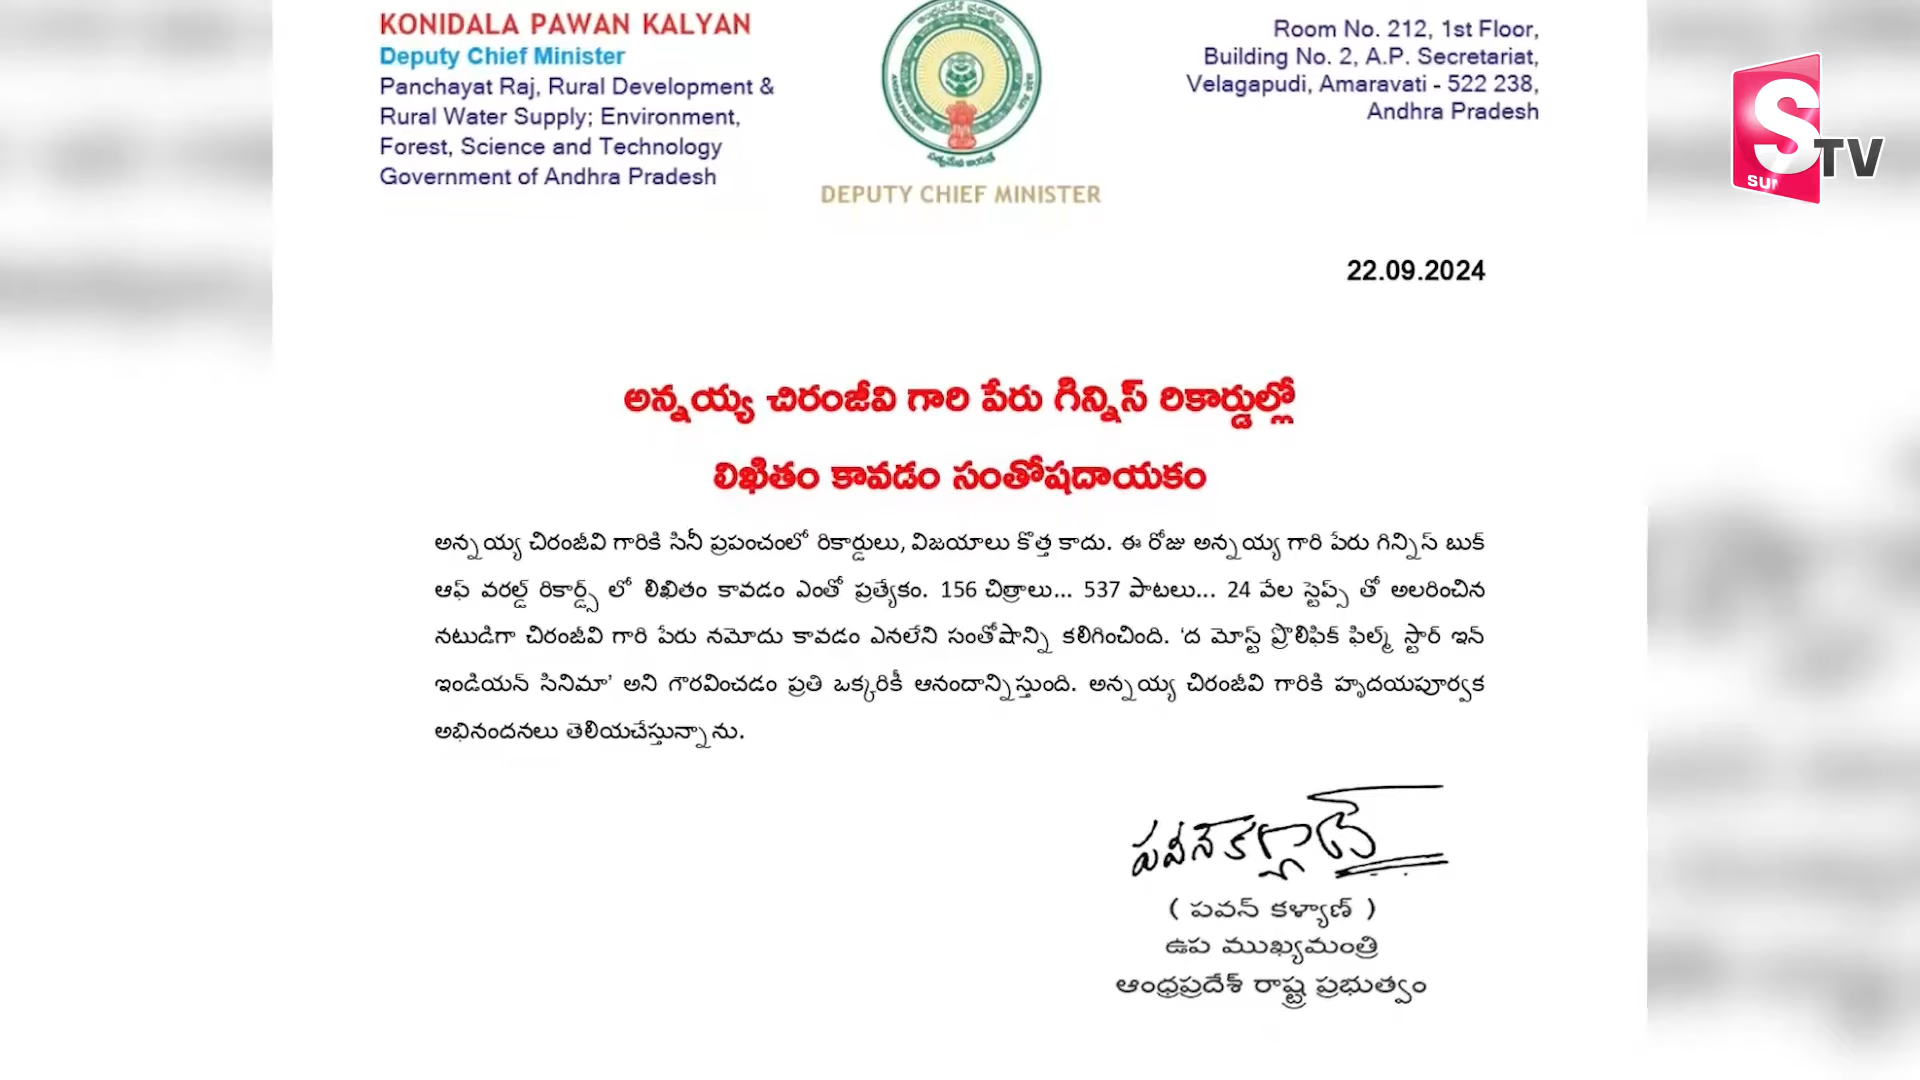 KONIDALA PAWAN KALYAN
Deputy Chief Minister
Panchayat Raj, Rural Development &
Rural Water Supply; Environment,
Forest, Science and Technology
Government of Andhra Pradesh
DEPUTY CHIEF MINISTER
Room No. 212, 1st Floor,
Building No. 2, A.P. Secretariat,
Velagapudi, Amaravati - 522 238,
Andhra Pradesh
S TV
SUM
22.09.2024
అన్నయ్య చిరంజీవి గారి పేరు గిన్నిస్ రికార్డుల్లో
లిఖితం కావడం సంతోషదాయకం
అన్నయ్య చిరంజీవి గారికి సినీ ప్రపంచంలో రికార్డులు, విజయాలు కొత్త కాదు. ఈ రోజు అన్నయ్య గారి పేరు గిన్నిస్ బుక్
ఆఫ్ వరల్డ్ రికార్డ్స్ లో లిఖితం కావడం ఎంతో ప్రత్యేకం. 156 చిత్రాలు... 537 పాటలు... 24 వేల స్టెప్స్ తో అలరించిన
నటుడిగా చిరంజీవి గారి పేరు నమోదు కావడం ఎనలేని సంతోషాన్ని కలిగించింది. ‘ద మోస్ట్ ప్రొలిఫిక్ ఫిల్మ్ స్టార్ ఇన్
ఇండియన్ సినిమా’ అని గౌరవించడం ప్రతి ఒక్కరికీ ఆనందాన్నిస్తుంది. అన్నయ్య చిరంజీవి గారికి హృదయపూర్వక
అభినందనలు తెలియచేస్తున్నాను.
( పవన్ కళ్యాణ్ )
ఉప ముఖ్యమంత్రి
ఆంధ్రప్రదేశ్ రాష్ట్ర ప్రభుత్వం